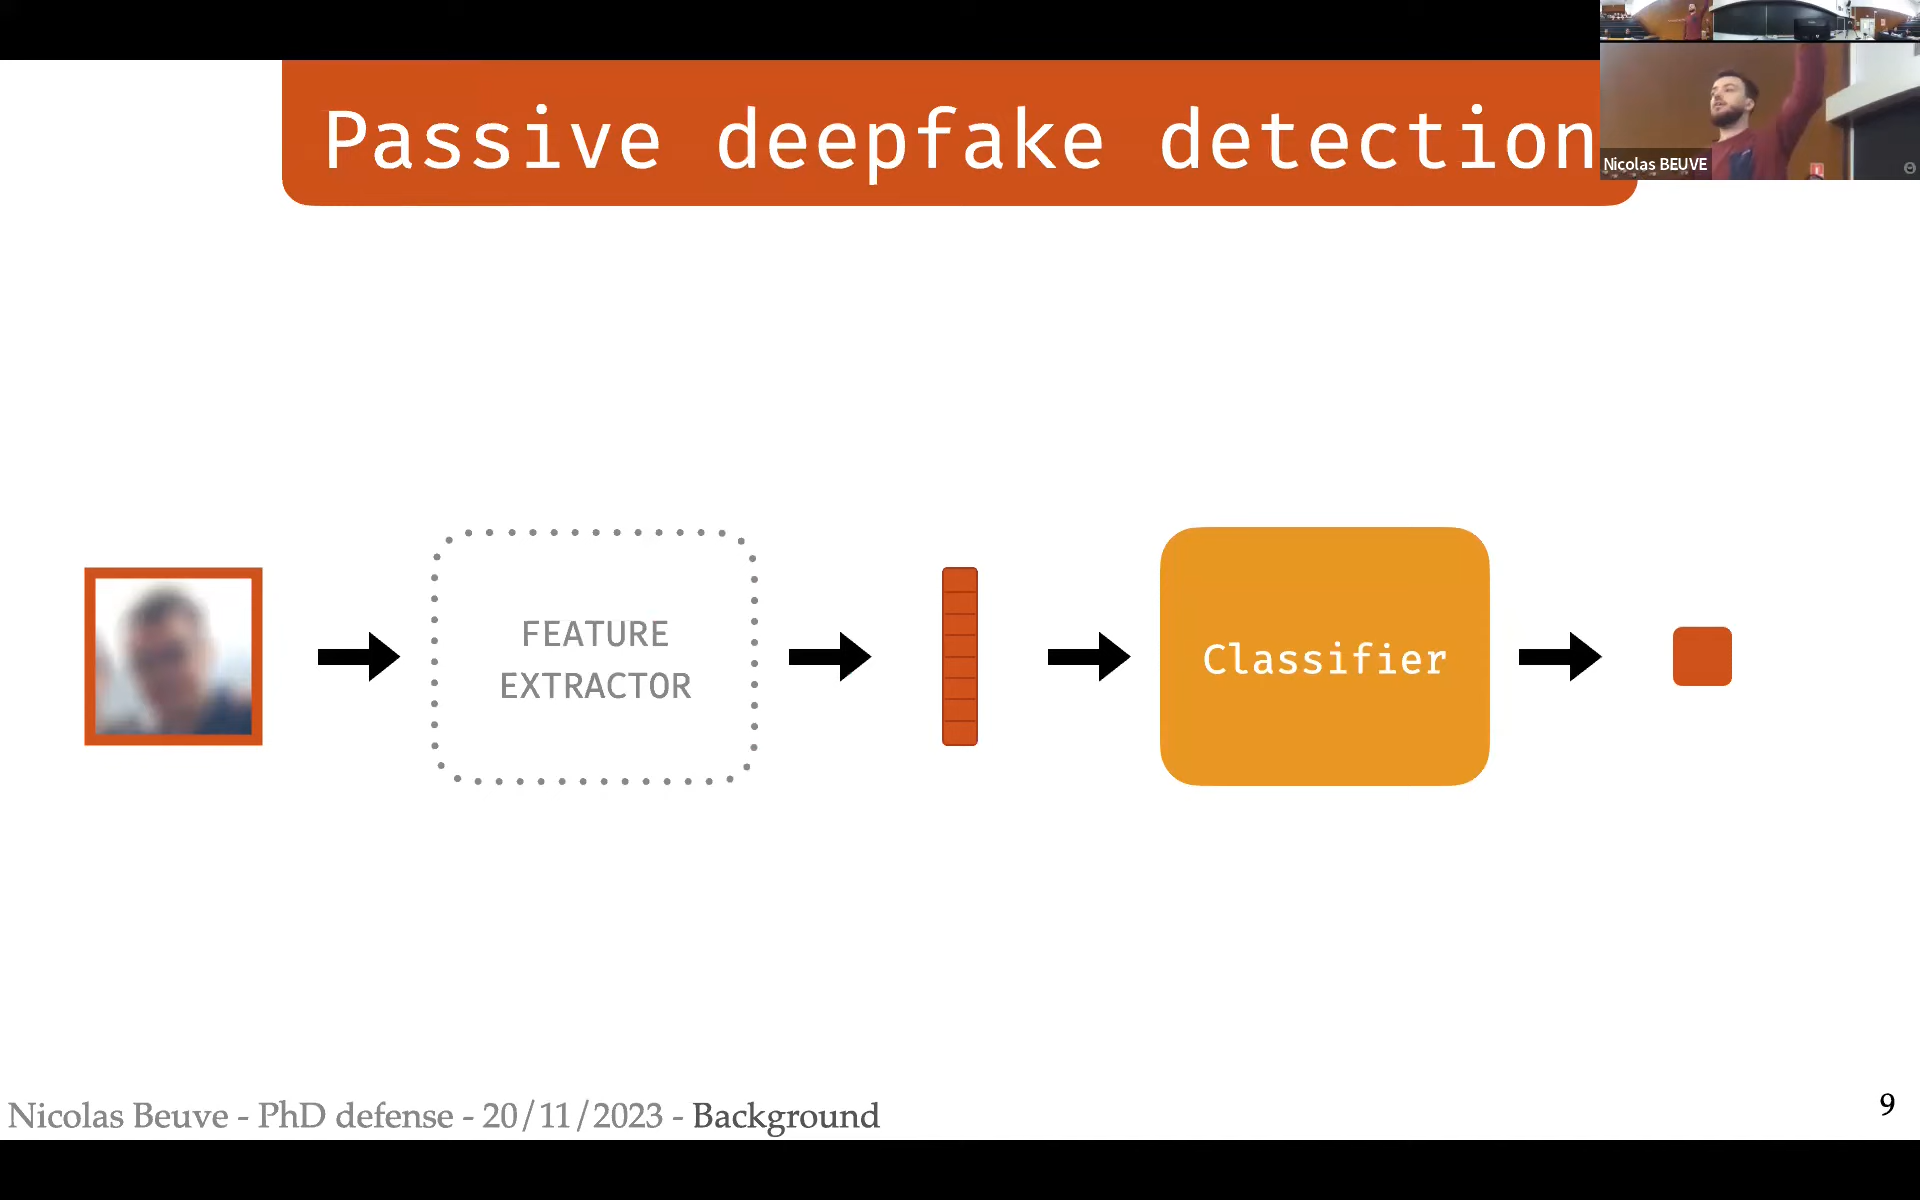 Passive deepfake detection
Nicolas BEUVE
FEATURE
EXTRACTOR
Classifier
Nicolas Beuve - PhD defense - 20/11/2023 - Background
9